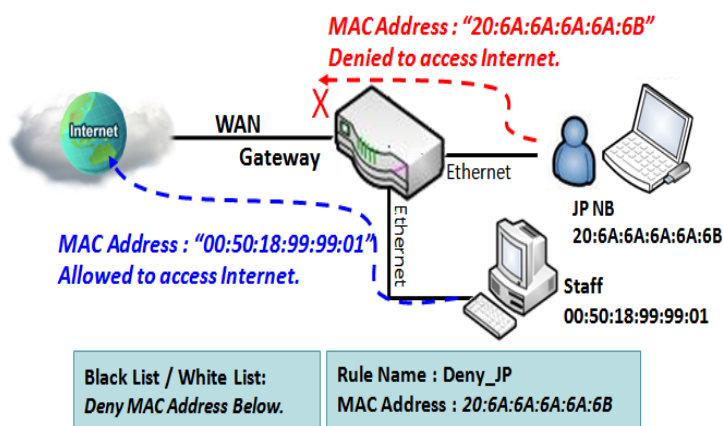 MAC Address : "20:6A:6A:6A:6A:6B"
Denied to access Internet.
X
Internet
WAN
Gateway
Ethernet
Ethernet
JP NB
20:6A:6A:6A:6A:6B
MAC Address : "00:50:18:99:99:01"
Allowed to access Internet.
Staff
00:50:18:99:99:01
Black List / White List:
Deny MAC Address Below.
Rule Name : Deny_JP
MAC Address : 20:6A:6A:6A:6A:6B